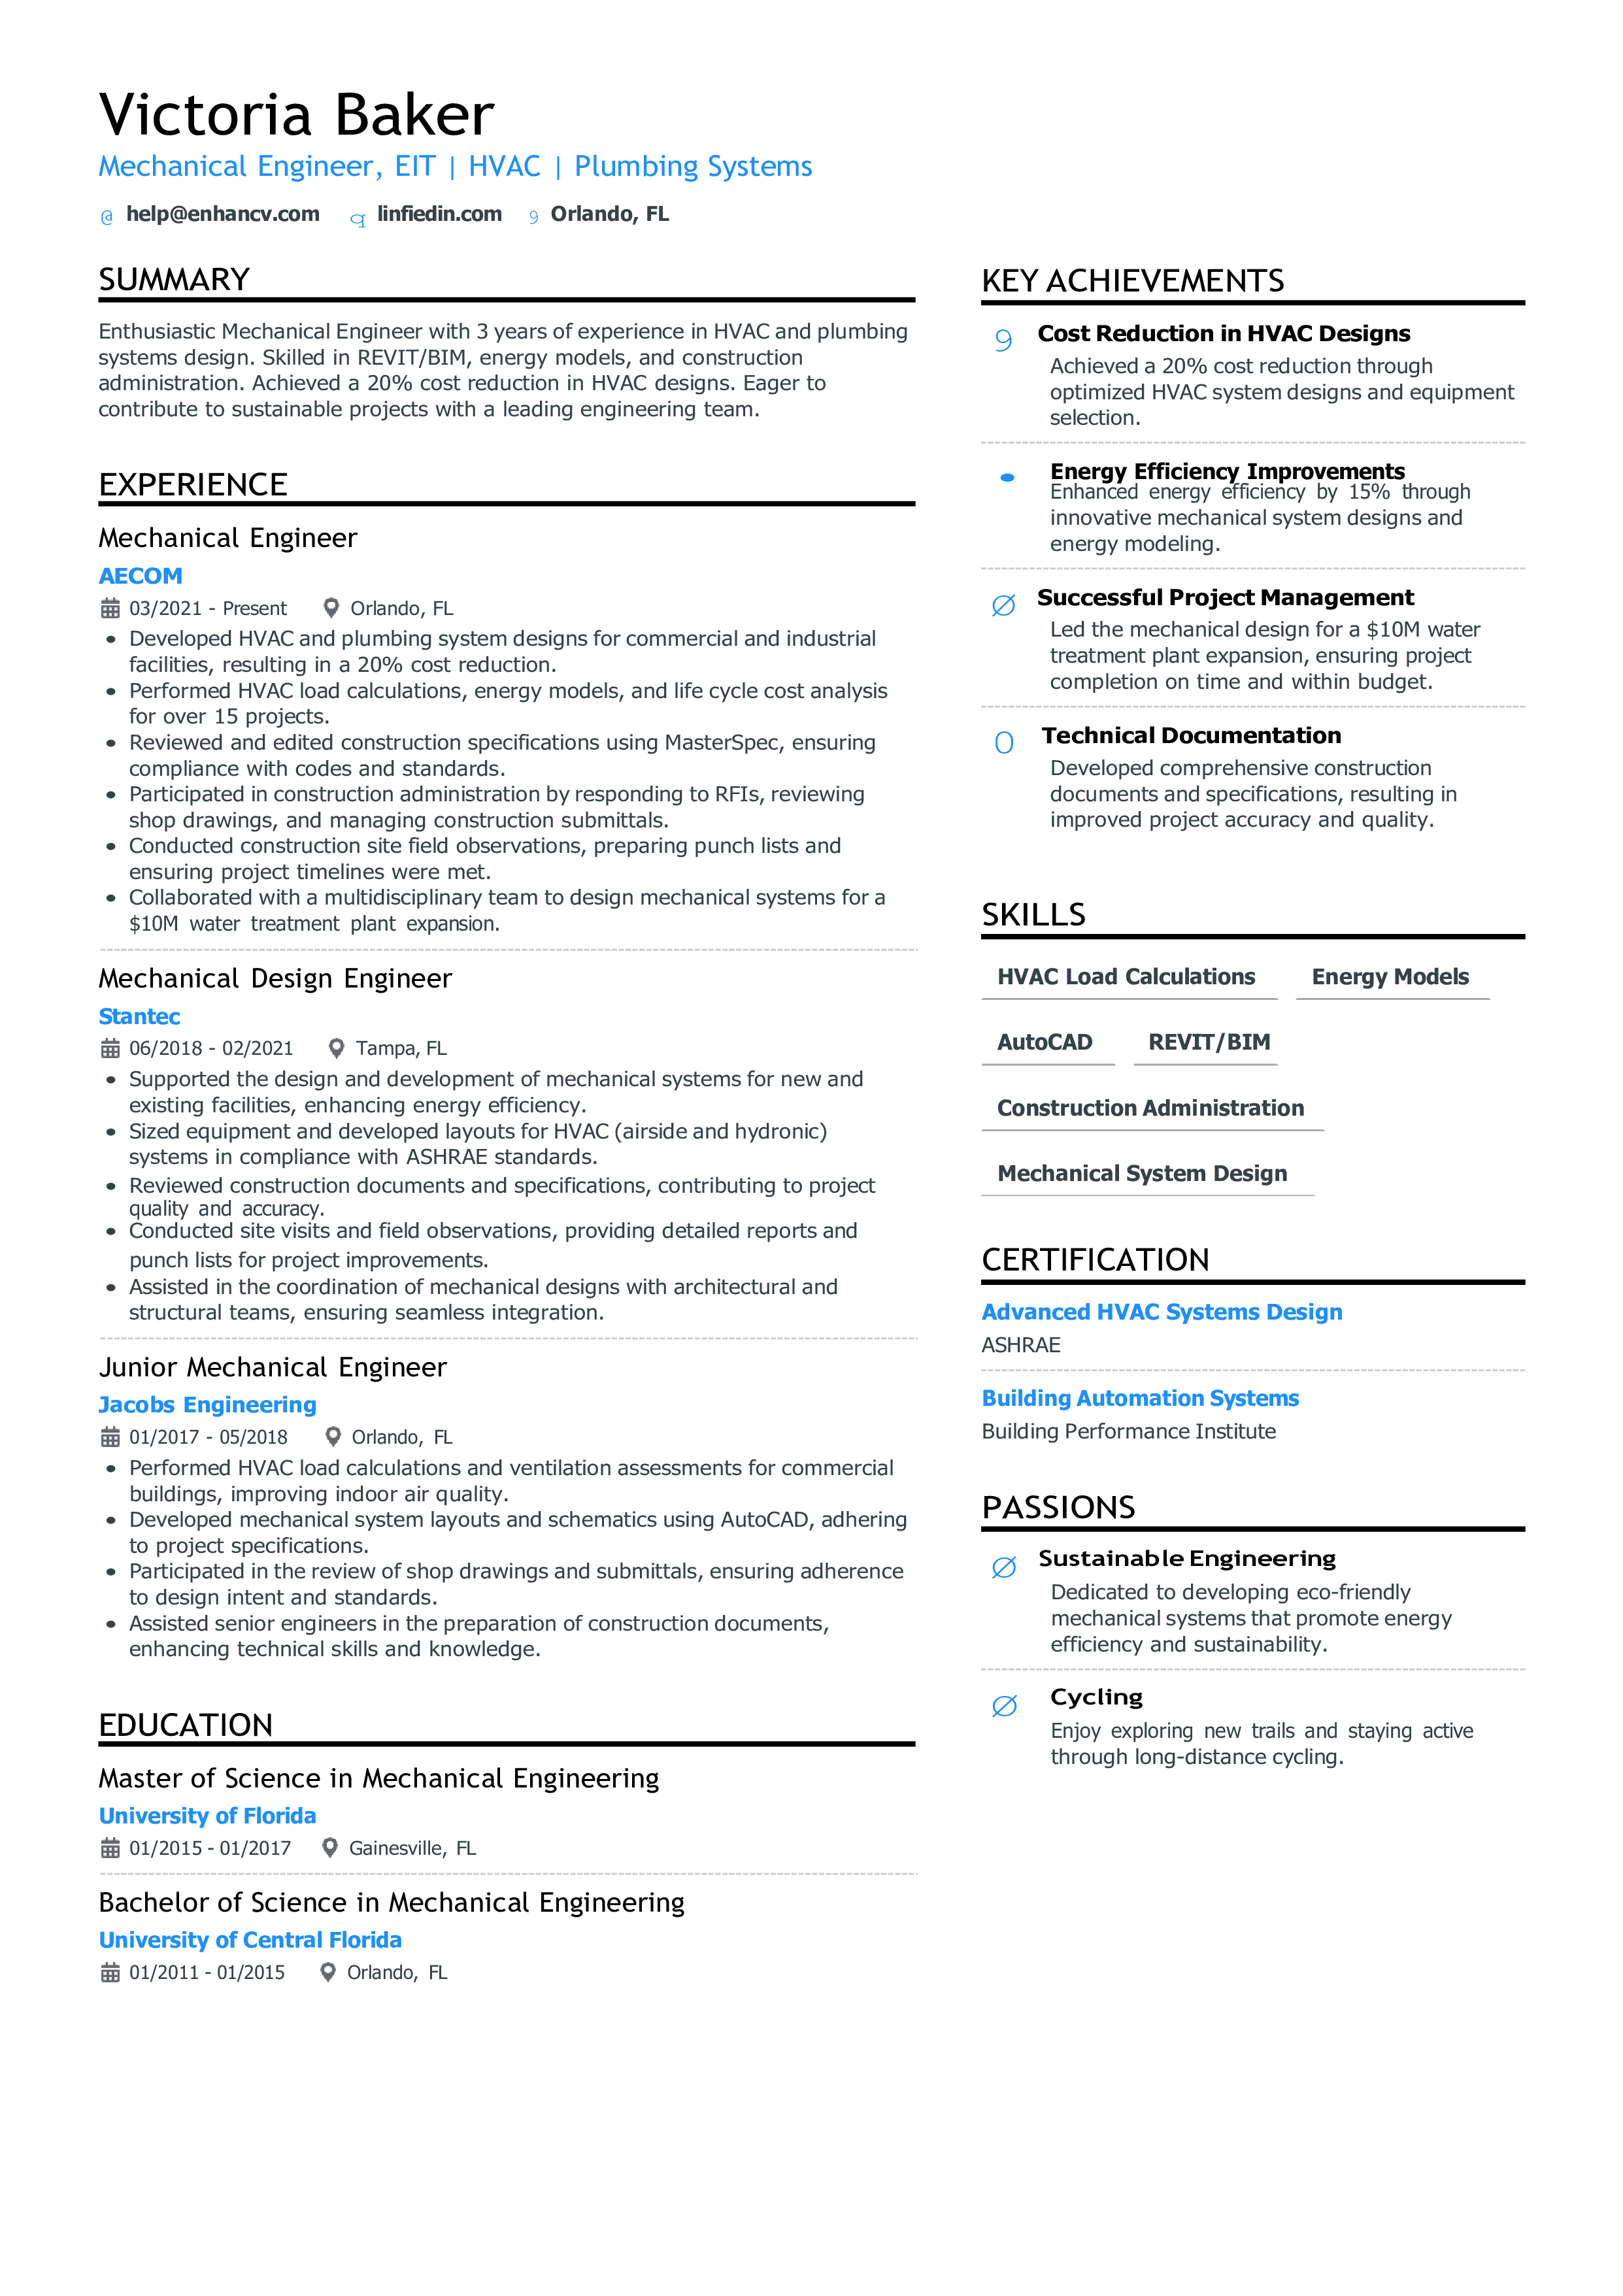 Victoria Baker
Mechanical Engineer, EIT | HVAC | Plumbing Systems
@ help@enhancv.com linfiedin.com 9 Orlando, FL
SUMMARY
Enthusiastic Mechanical Engineer with 3 years of experience in HVAC and plumbing
systems design. Skilled in REVIT/BIM, energy models, and construction
administration. Achieved a 20% cost reduction in HVAC designs. Eager to
contribute to sustainable projects with a leading engineering team.
EXPERIENCE
Mechanical Engineer
AECOM
03/2021 - Present Orlando, FL
• Developed HVAC and plumbing system designs for commercial and industrial
facilities, resulting in a 20% cost reduction.
• Performed HVAC load calculations, energy models, and life cycle cost analysis
for over 15 projects.
• Reviewed and edited construction specifications using MasterSpec, ensuring
compliance with codes and standards.
• Participated in construction administration by responding to RFIs, reviewing
shop drawings, and managing construction submittals.
• Conducted construction site field observations, preparing punch lists and
ensuring project timelines were met.
• Collaborated with a multidisciplinary team to design mechanical systems for a
$10M water treatment plant expansion.
Mechanical Design Engineer
Stantec
06/2018 - 02/2021 Tampa, FL
• Supported the design and development of mechanical systems for new and
existing facilities, enhancing energy efficiency.
• Sized equipment and developed layouts for HVAC (airside and hydronic)
systems in compliance with ASHRAE standards.
• Reviewed construction documents and specifications, contributing to project
quality and accuracy.
• Conducted site visits and field observations, providing detailed reports and
punch lists for project improvements.
• Assisted in the coordination of mechanical designs with architectural and
structural teams, ensuring seamless integration.
Junior Mechanical Engineer
Jacobs Engineering
01/2017 - 05/2018 Orlando, FL
• Performed HVAC load calculations and ventilation assessments for commercial
buildings, improving indoor air quality.
• Developed mechanical system layouts and schematics using AutoCAD, adhering
to project specifications.
• Participated in the review of shop drawings and submittals, ensuring adherence
to design intent and standards.
• Assisted senior engineers in the preparation of construction documents,
enhancing technical skills and knowledge.
EDUCATION
Master of Science in Mechanical Engineering
University of Florida
01/2015 - 01/2017 Gainesville, FL
Bachelor of Science in Mechanical Engineering
University of Central Florida
01/2011 - 01/2015 Orlando, FL
KEY ACHIEVEMENTS
9 Cost Reduction in HVAC Designs
Achieved a 20% cost reduction through
optimized HVAC system designs and equipment
selection.
• Energy Efficiency Improvements
Enhanced energy efficiency by 15% through
innovative mechanical system designs and
energy modeling.
Ø Successful Project Management
Led the mechanical design for a $10M water
treatment plant expansion, ensuring project
completion on time and within budget.
0 Technical Documentation
Developed comprehensive construction
documents and specifications, resulting in
improved project accuracy and quality.
SKILLS
HVAC Load Calculations Energy Models
AutoCAD REVIT/BIM
Construction Administration
Mechanical System Design
CERTIFICATION
Advanced HVAC Systems Design
ASHRAE
Building Automation Systems
Building Performance Institute
PASSIONS
Ø Sustainable Engineering
Dedicated to developing eco-friendly
mechanical systems that promote energy
efficiency and sustainability.
Ø Cycling
Enjoy exploring new trails and staying active
through long-distance cycling.